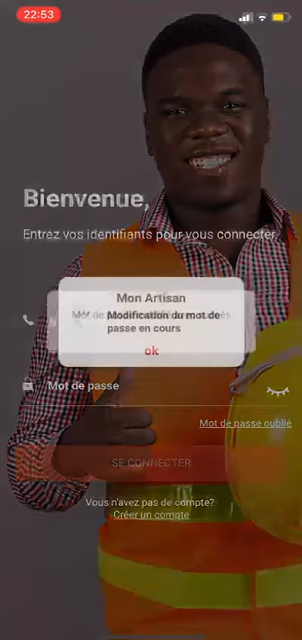 22:53
Bienvenue,
Entrez vos identifiants pour vous connecter
Mon Artisan
Modification du mot de
passe en cours
ok
Mot de passe
Mot de passe oublié
SE CONNECTER
Vous n'avez pas de compte?
Créer un compte